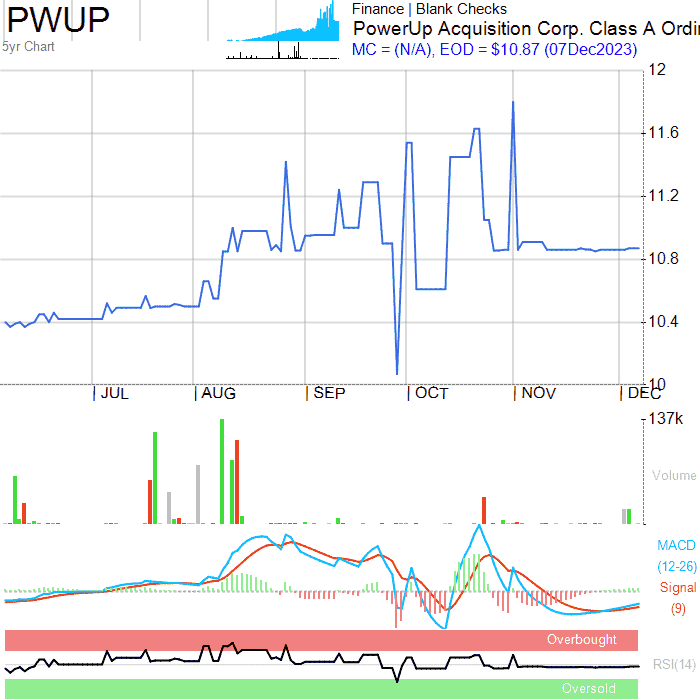 PWUP
5yr Chart
Finance | Blank Checks
PowerUp Acquisition Corp. Class A Ordi
MC = (N/A), EOD = $10.87 (07Dec2023)
12
11.6
11.2
10.8
10.4
10
JUL
AUG
SEP
OCT
NOV
DEC
137k
Volume
MACD
(12-26)
Signal
(9)
Overbought
RSI(14)
Oversold